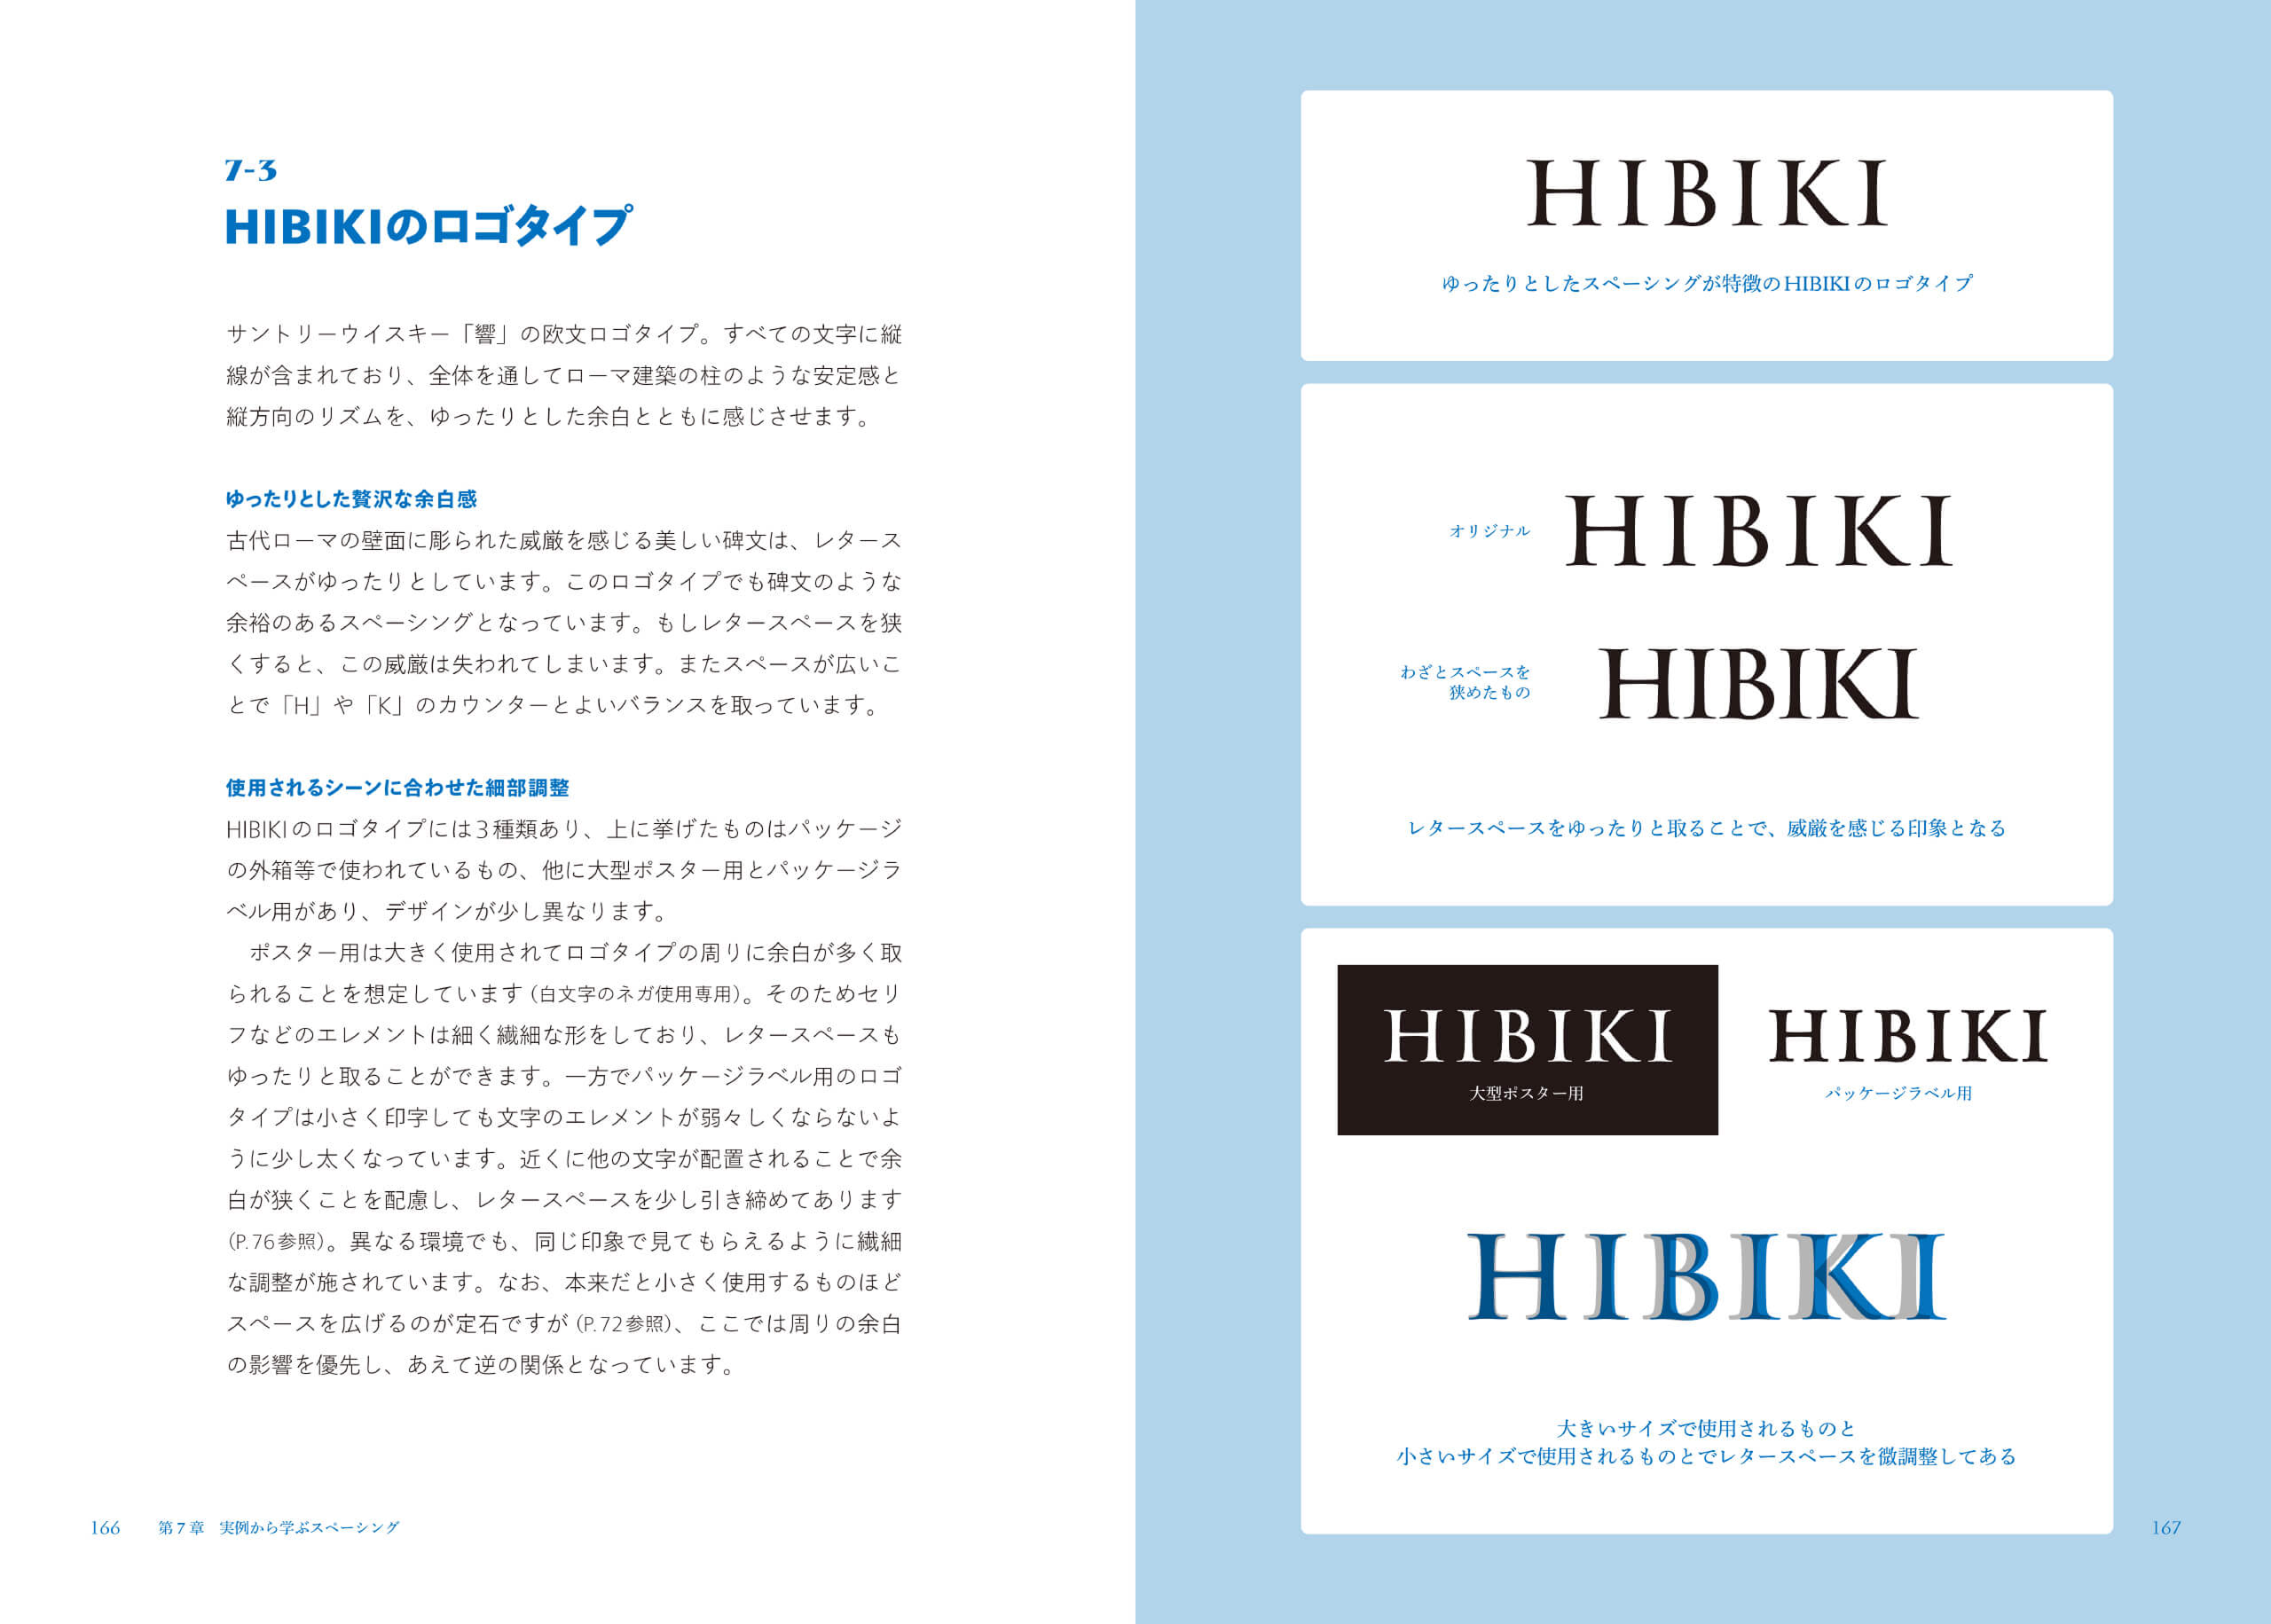 7-3
HIBIKIのロゴタイプ
サントリーウイスキー「響」の欧文ロゴタイプ。すべての文字に縦
線が含まれており、全体を通してローマ建築の柱のような安定感と
縦方向のリズムを、ゆったりとした余白とともに感じさせます。
ゆったりとした贅沢な余白感
古代ローマの壁面に彫られた威厳を感じる美しい碑文は、レタース
ペースがゆったりとしています。このロゴタイプでも碑文のような
余裕のあるスペーシングとなっています。もしレタースペースを狭
くすると、この威厳は失われてしまいます。またスペースが広いこ
とで「H」や「K」のカウンターとよいバランスを取っています。
使用されるシーンに合わせた細部調整
HIBIKIのロゴタイプには3種類あり、上に挙げたものはパッケージ
の外箱等で使われているもの、他に大型ポスター用とパッケージラ
ベル用があり、デザインが少し異なります。
　ポスター用は大きく使用されてロゴタイプの周りに余白が多く取
られることを想定しています（白文字のネガ使用専用）。そのためセリ
フなどのエレメントは細く繊細な形をしており、レタースペースも
ゆったりと取ることができます。一方でパッケージラベル用のロゴ
タイプは小さく印字しても文字のエレメントが弱々しくならないよ
うに少し太くなっています。近くに他の文字が配置されることで余
白が狭くことを配慮し、レタースペースを少し引き締めてあります
（P.76参照）。異なる環境でも、同じ印象で見てもらえるように繊細
な調整が施されています。なお、本来だと小さく使用するものほど
スペースを広げるのが定石ですが（P.72参照）、ここでは周りの余白
の影響を優先し、あえて逆の関係となっています。
166　第7章　実例から学ぶスペーシング
HIBIKI
ゆったりとしたスペーシングが特徴のHIBIKIのロゴタイプ
オリジナル
HIBIKI
わざとスペースを
狭めたもの
HIBIKI
レタースペースをゆったりと取ることで、威厳を感じる印象となる
HIBIKI
大型ポスター用
HIBIKI
パッケージラベル用
HIBIKI
大きいサイズで使用されるものと
小さいサイズで使用されるものとでレタースペースを微調整してある
167